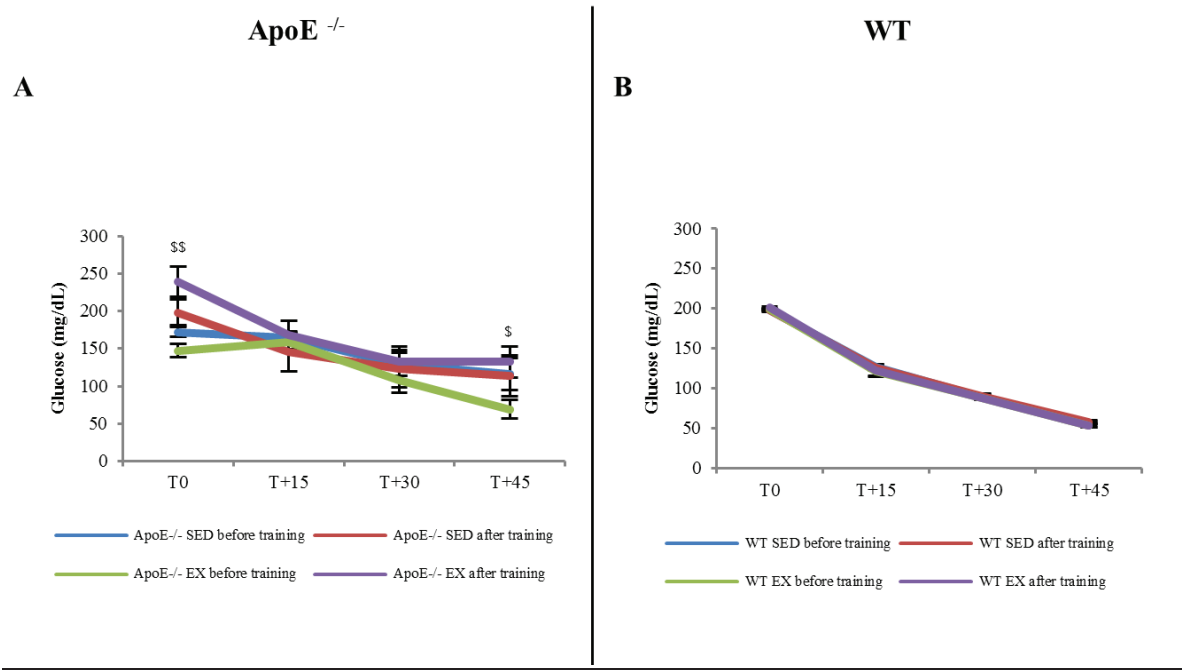 ApoE -/-
WT
A
B
$$
$
300
250
200
150
100
50
0
Glucose (mg/dL)
T0 T+15 T+30 T+45
ApoE-/- SED before training ApoE-/- SED after training
ApoE-/- EX before training ApoE-/- EX after training
300
250
200
150
100
50
0
Glucose (mg/dL)
T0 T+15 T+30 T+45
WT SED before training WT SED after training
WT EX before training WT EX after training